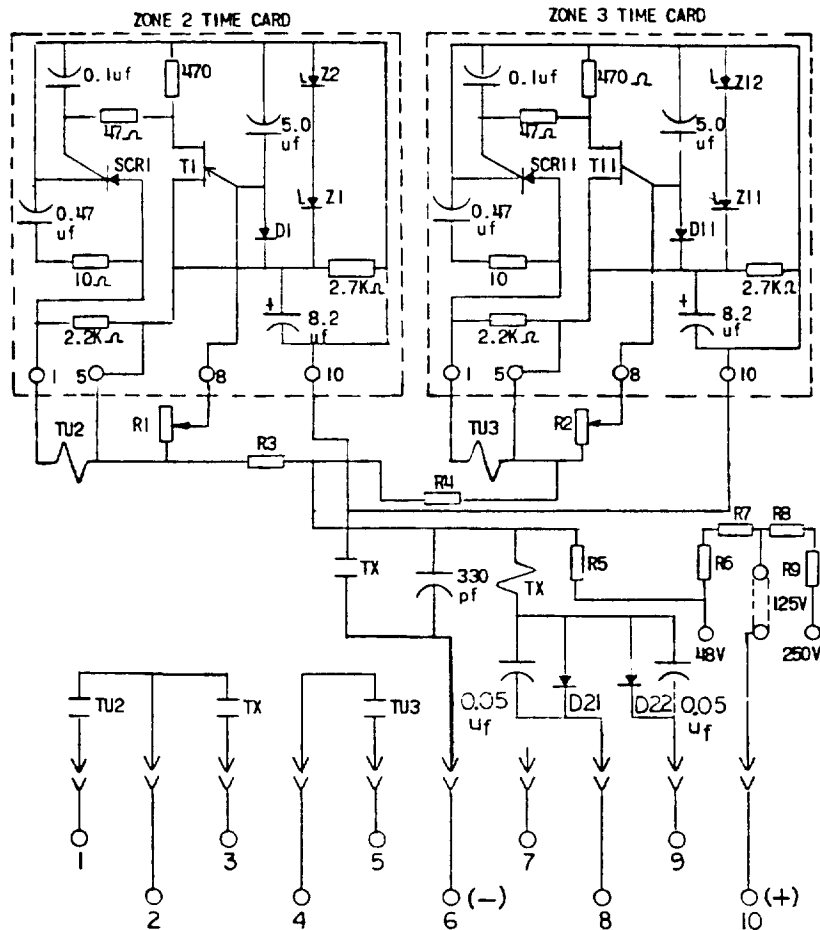 ZONE 2 TIME CARD
ZONE 3 TIME CARD
0.1uf
470
Z2
0.1uf
470Ω
Z12
47Ω
5.0
uf
47Ω
5.0
uf
SCR1
T1
SCR11
T11
0.47
uf
Z1
0.47
uf
Z11
D1
D11
10Ω
2.7KΩ
10
2.7KΩ
+
8.2
uf
+
8.2
uf
2.2KΩ
2.2KΩ
1
5
8
10
1
5
8
10
TU2
R1
R3
TU3
R2
R4
R7
R8
TX
330
pf
TX
R5
R6
R9
125V
48V
250V
TU2
TX
TU3
0.05
uf
D21
D22
0.05
uf
1
3
5
7
9
2
4
6
(-)
8
10
(+)